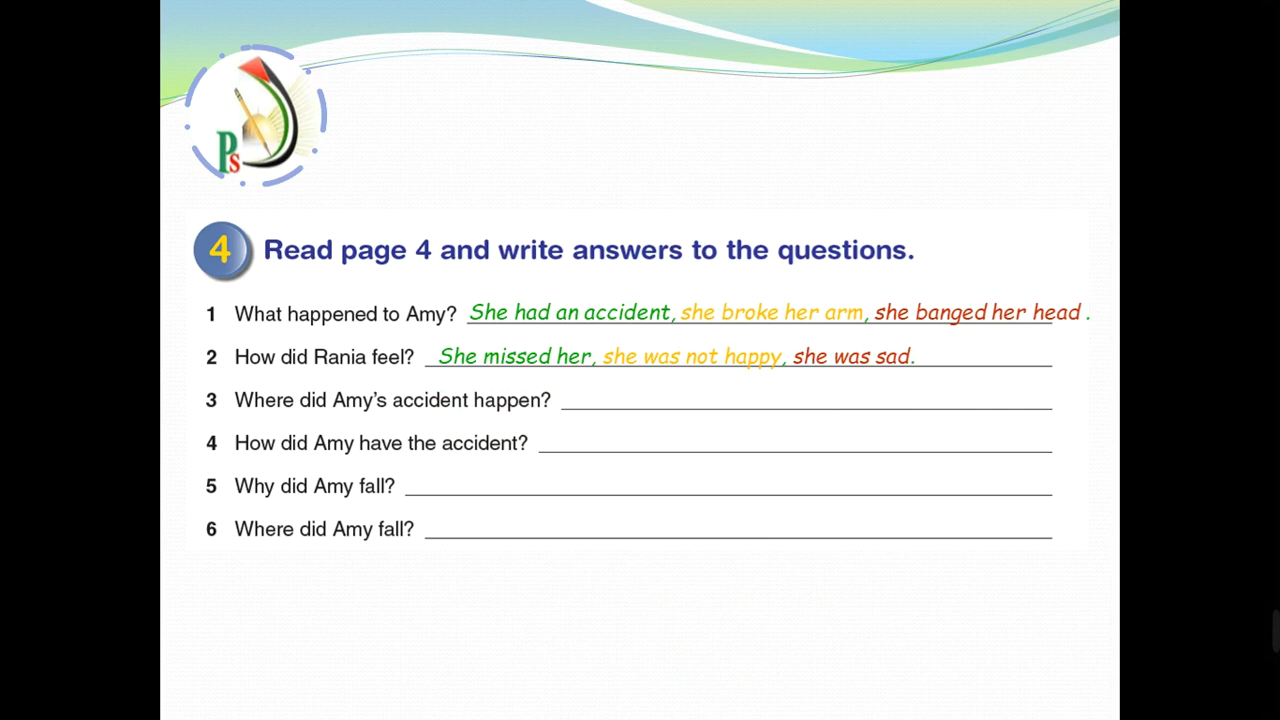 Ps
4 Read page 4 and write answers to the questions.
1 What happened to Amy? She had an accident, she broke her arm, she banged her head .
2 How did Rania feel? She missed her, she was not happy, she was sad.
3 Where did Amy’s accident happen?
4 How did Amy have the accident?
5 Why did Amy fall?
6 Where did Amy fall?